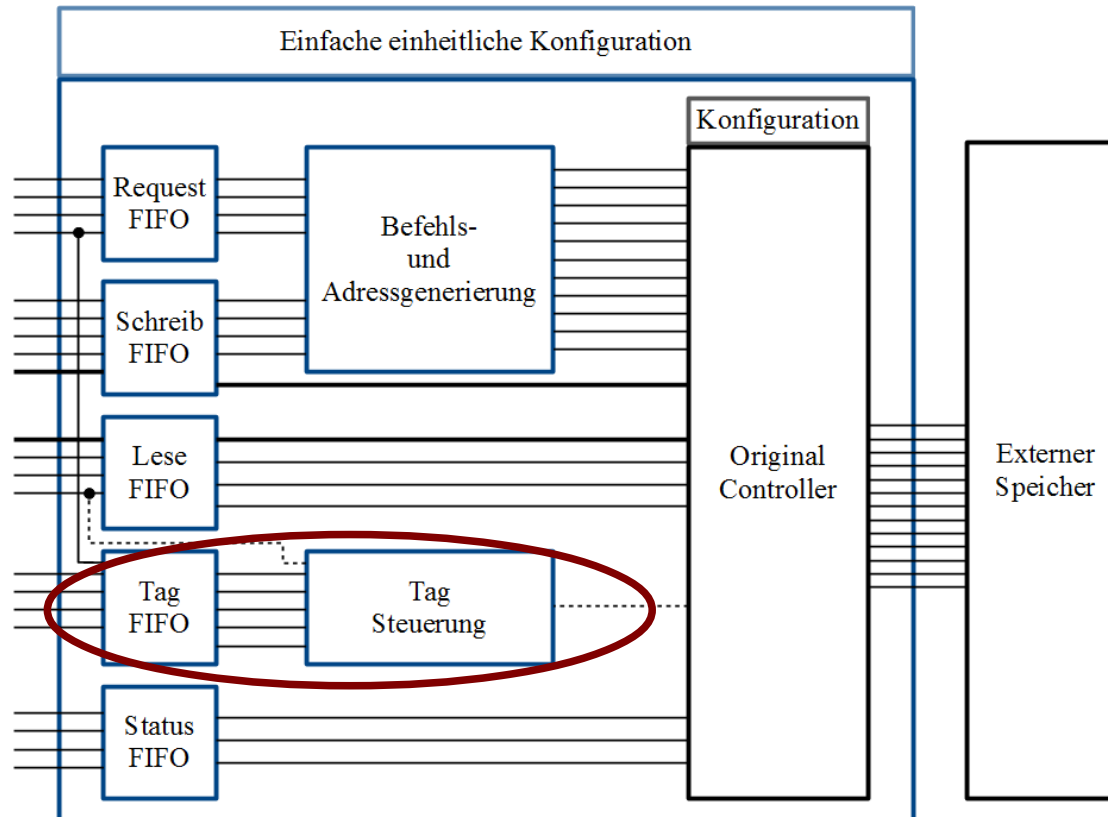 Einfache einheitliche Konfiguration
Konfiguration
Request
FIFO
Befehls-
und
Adressgenerierung
Schreib
FIFO
Lese
FIFO
Original
Controller
Externer
Speicher
Tag
FIFO
Tag
Steuerung
Status
FIFO